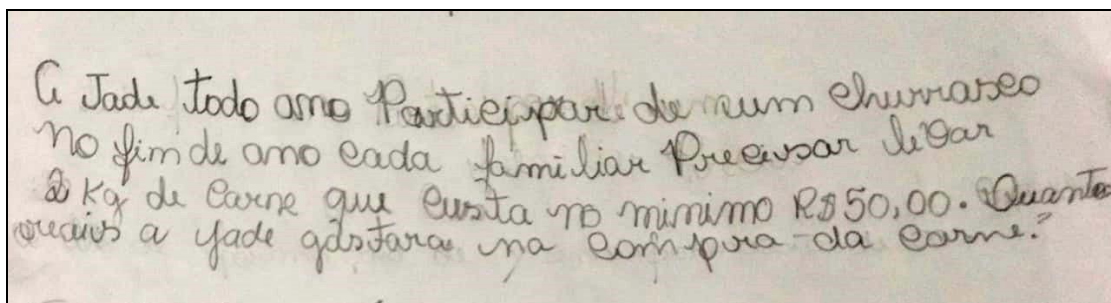 A Jade todo ano Participar de num churrasco
no fim de ano cada familiar Precisar levar
2 Kg de carne que custa no minimo R$50,00. Quanto
reais a Jade gastara na compra da carne?